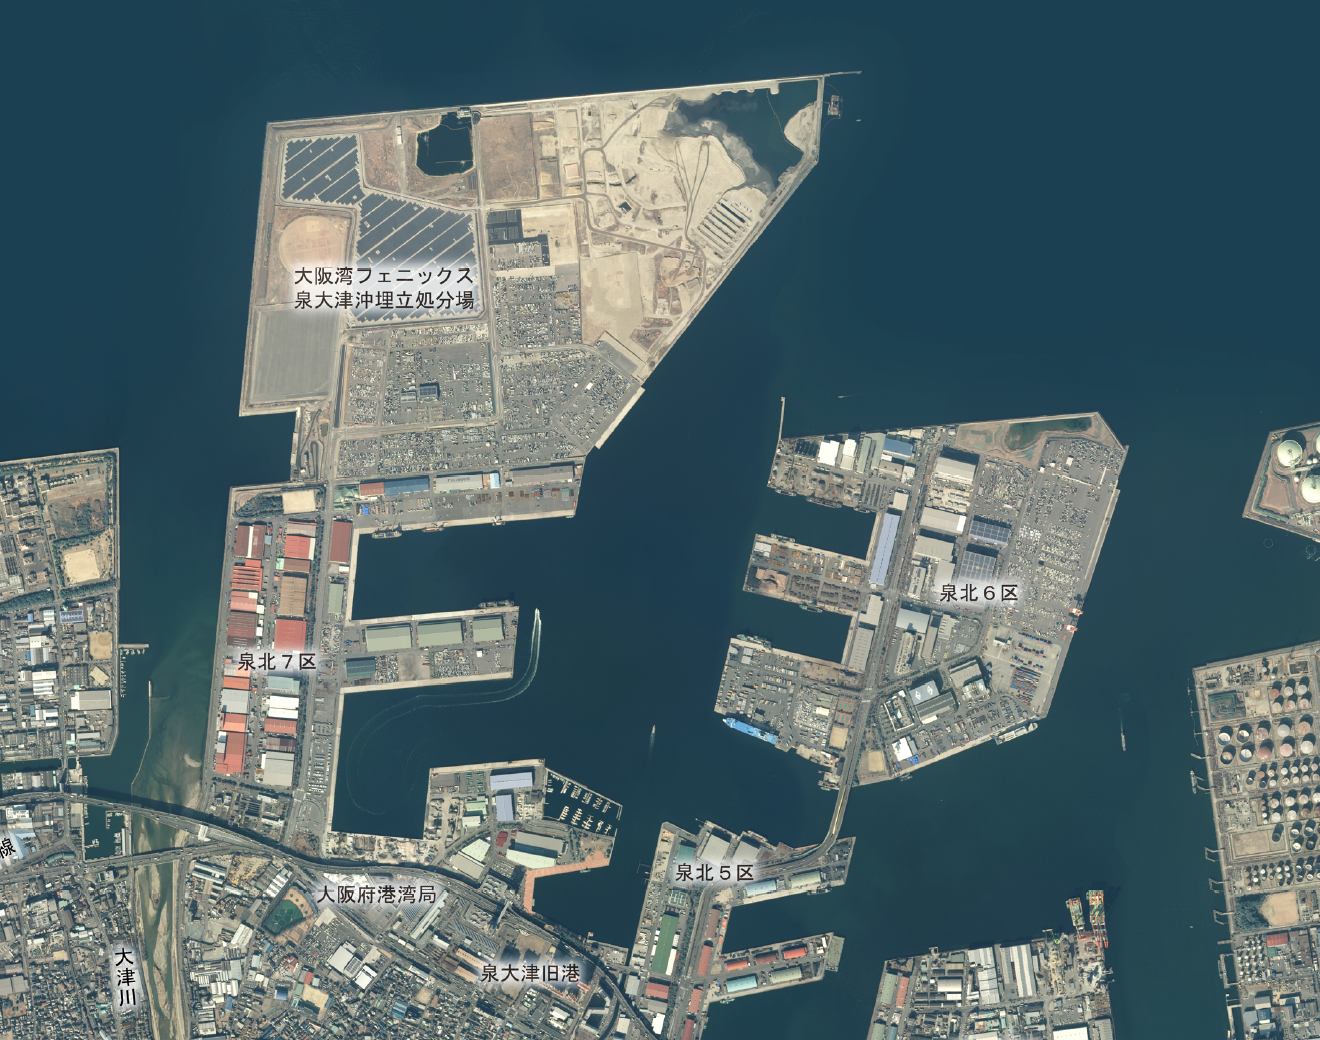 大阪湾フェニックス
泉大津沖埋立処分場
泉北６区
泉北７区
線
泉北５区
大阪府港湾局
大津川
泉大津旧港